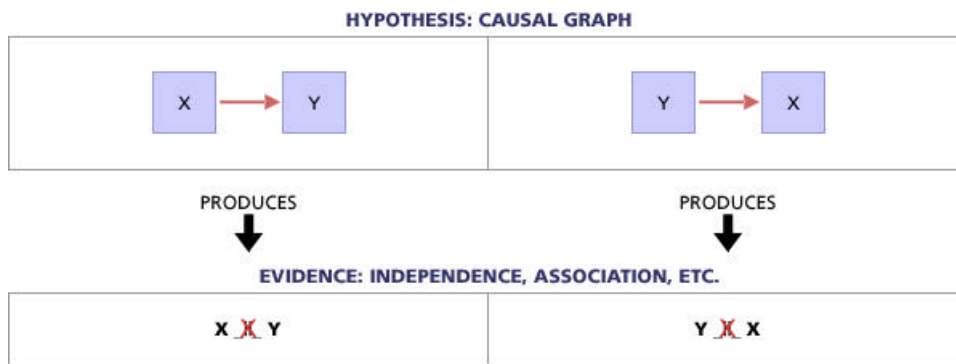 HYPOTHESIS: CAUSAL GRAPH
X Y Y X
PRODUCES PRODUCES
EVIDENCE: INDEPENDENCE, ASSOCIATION, ETC.
X _||_ Y Y _||_ X